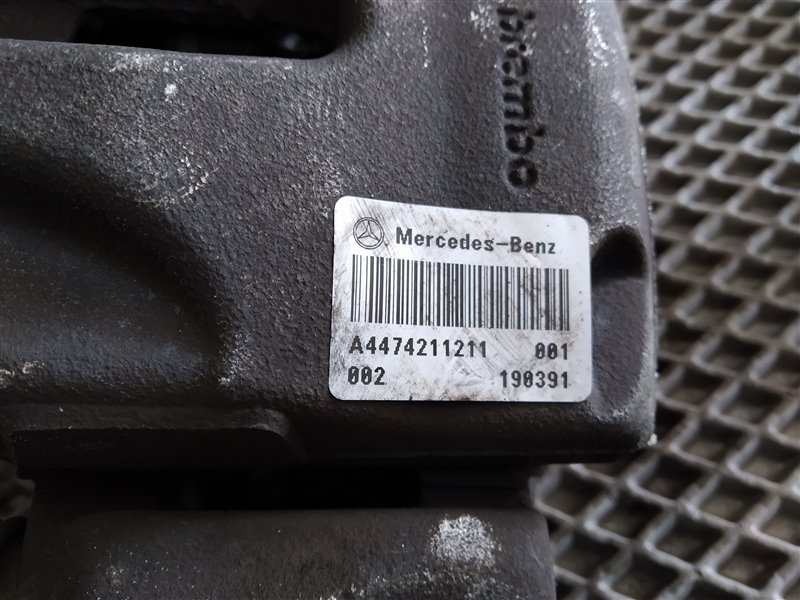 brembo
Mercedes-Benz
A4474211211 001
002 190391